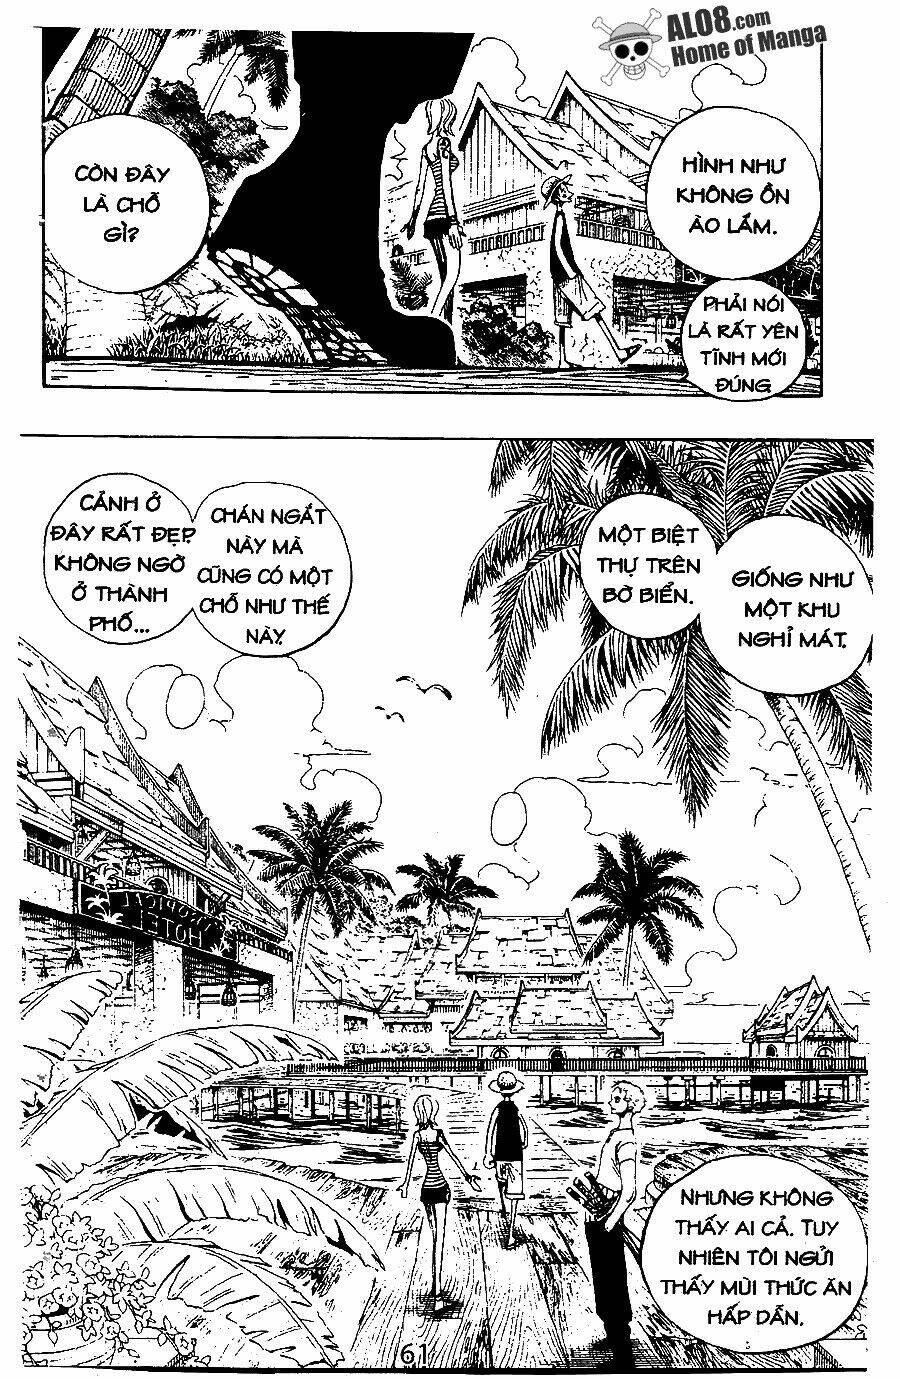 ALO8.com
Home of Manga
HÌNH NHƯ
KHÔNG ỒN
ÀO LẮM.
PHẢI NÓI
LÀ RẤT YÊN
TĨNH MỚI
ĐÚNG
CÒN ĐÂY
LÀ CHỖ
GÌ?
GIỐNG NHƯ
MỘT KHU
NGHỈ MÁT.
MỘT BIỆT
THỰ TRÊN
BỜ BIỂN.
CHÁN NGẮT
NÀY MÀ
CŨNG CÓ MỘT
CHỖ NHƯ THẾ
NÀY.
CẢNH Ở
ĐÂY RẤT ĐẸP.
KHÔNG NGỜ
Ở THÀNH
PHỐ...
TROPICAL
HOTEL
NHƯNG KHÔNG
THẤY AI CẢ. TUY
NHIÊN TÔI NGỬI
THẤY MÙI THỨC ĂN
HẤP DẪN.
61